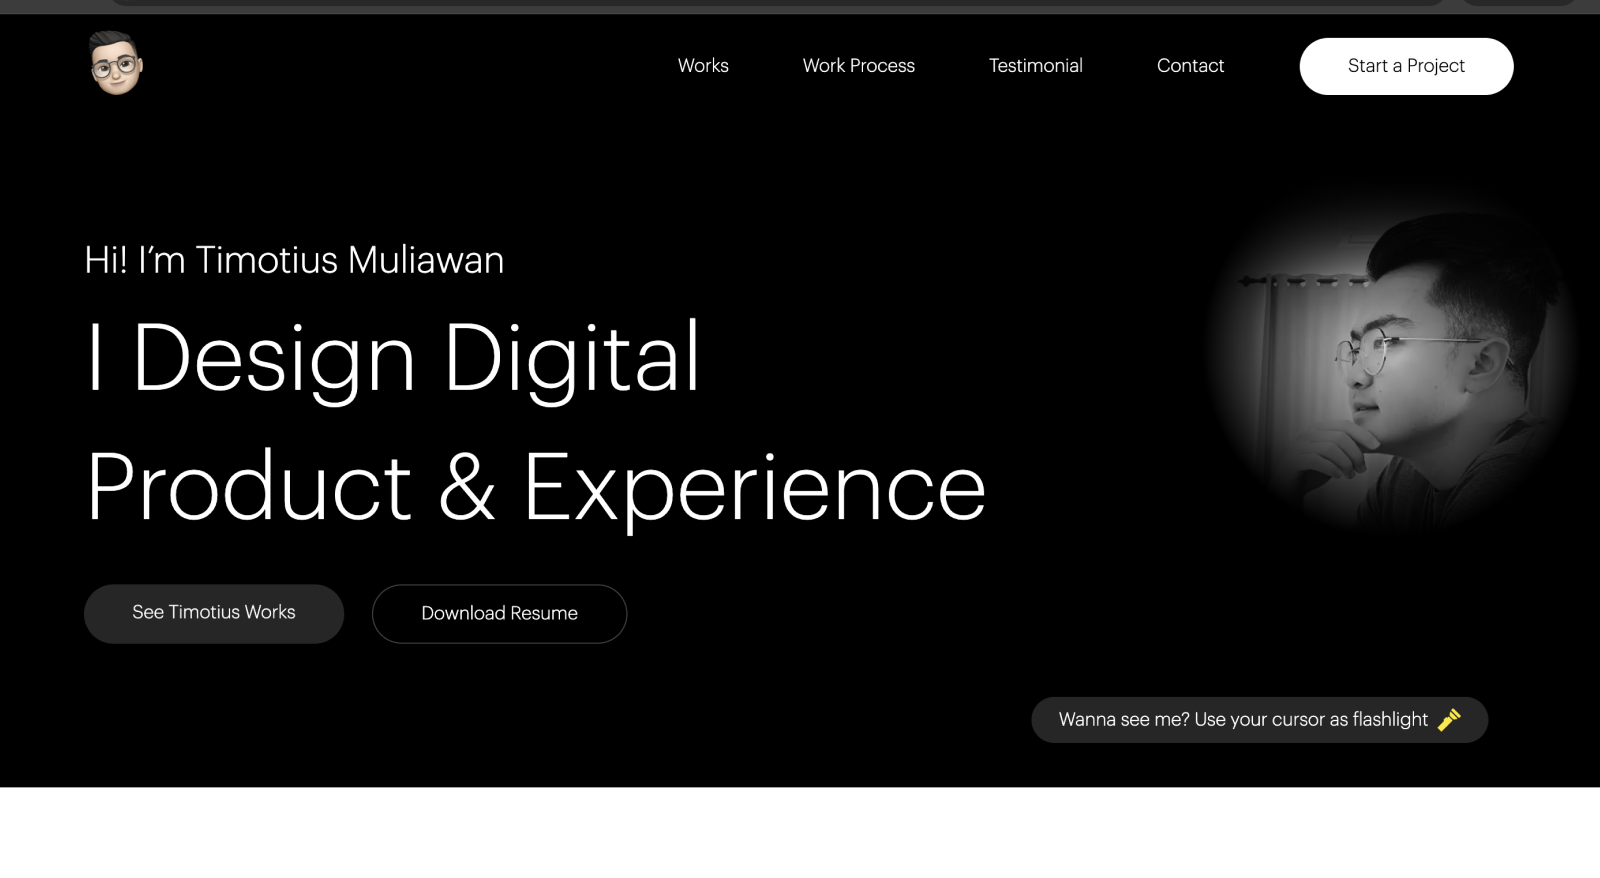 Works
Work Process
Testimonial
Contact
Start a Project
Hi! I’m Timotius Muliawan
I Design Digital
Product & Experience
See Timotius Works
Download Resume
Wanna see me? Use your cursor as flashlight